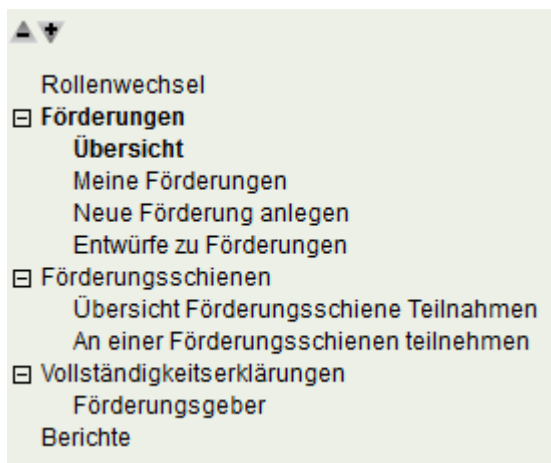 Rollenwechsel
Förderungen
Übersicht
Meine Förderungen
Neue Förderung anlegen
Entwürfe zu Förderungen
Förderungsschienen
Übersicht Förderungsschiene Teilnahmen
An einer Förderungsschienen teilnehmen
Vollständigkeitserklärungen
Förderungsgeber
Berichte